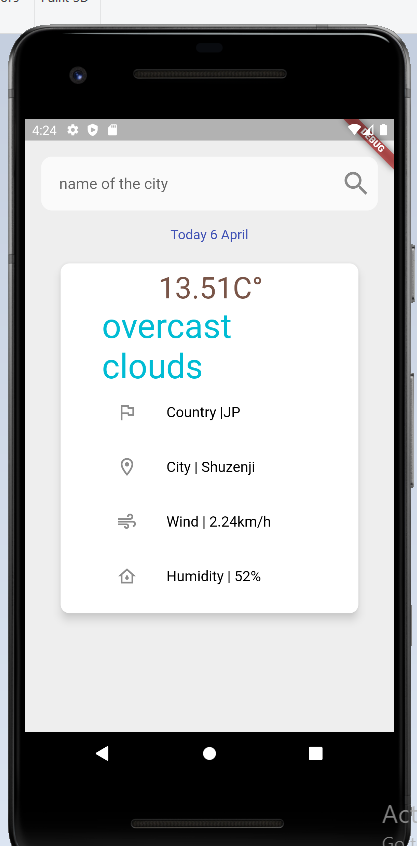 4:24
DEBUG
name of the city
Today 6 April
13.51C°
overcast
clouds
Country |JP
City | Shuzenji
Wind | 2.24km/h
Humidity | 52%